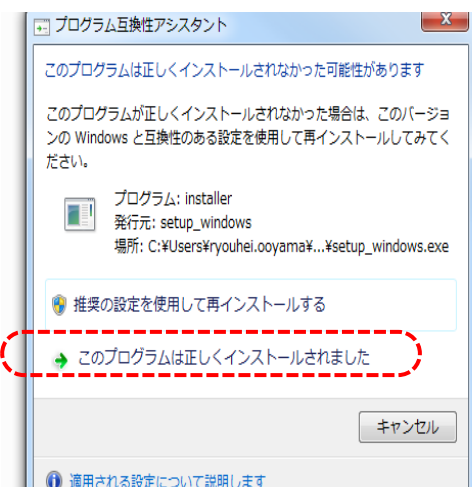 プログラム互換性アシスタント
X
このプログラムは正しくインストールされなかった可能性があります
このプログラムが正しくインストールされなかった場合は、このバージョ
ンの Windows と互換性のある設定を使用して再インストールしてみてく
ださい。
プログラム: installer
発行元: setup_windows
場所: C:¥Users¥ryouhei.ooyama¥...¥setup_windows.exe
推奨の設定を使用して再インストールする
このプログラムは正しくインストールされました
キャンセル
適用される設定について説明します